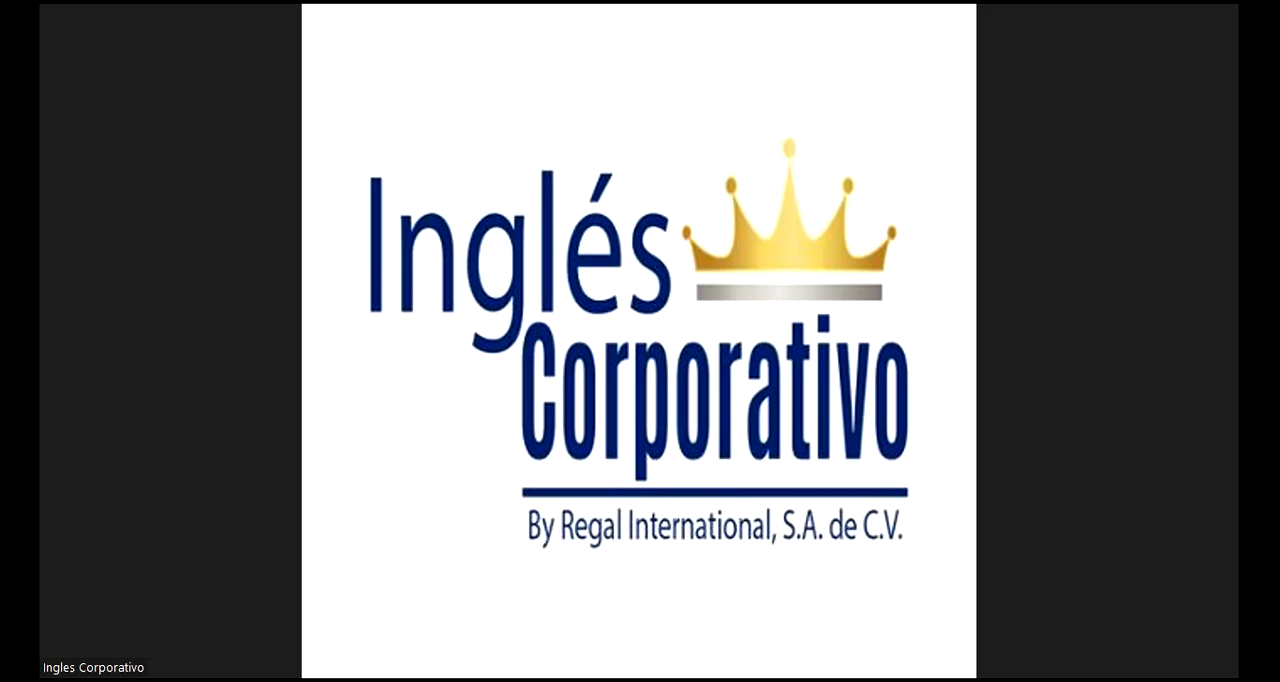 Inglés
Corporativo
By Regal International, S.A. de C.V.
Ingles Corporativo